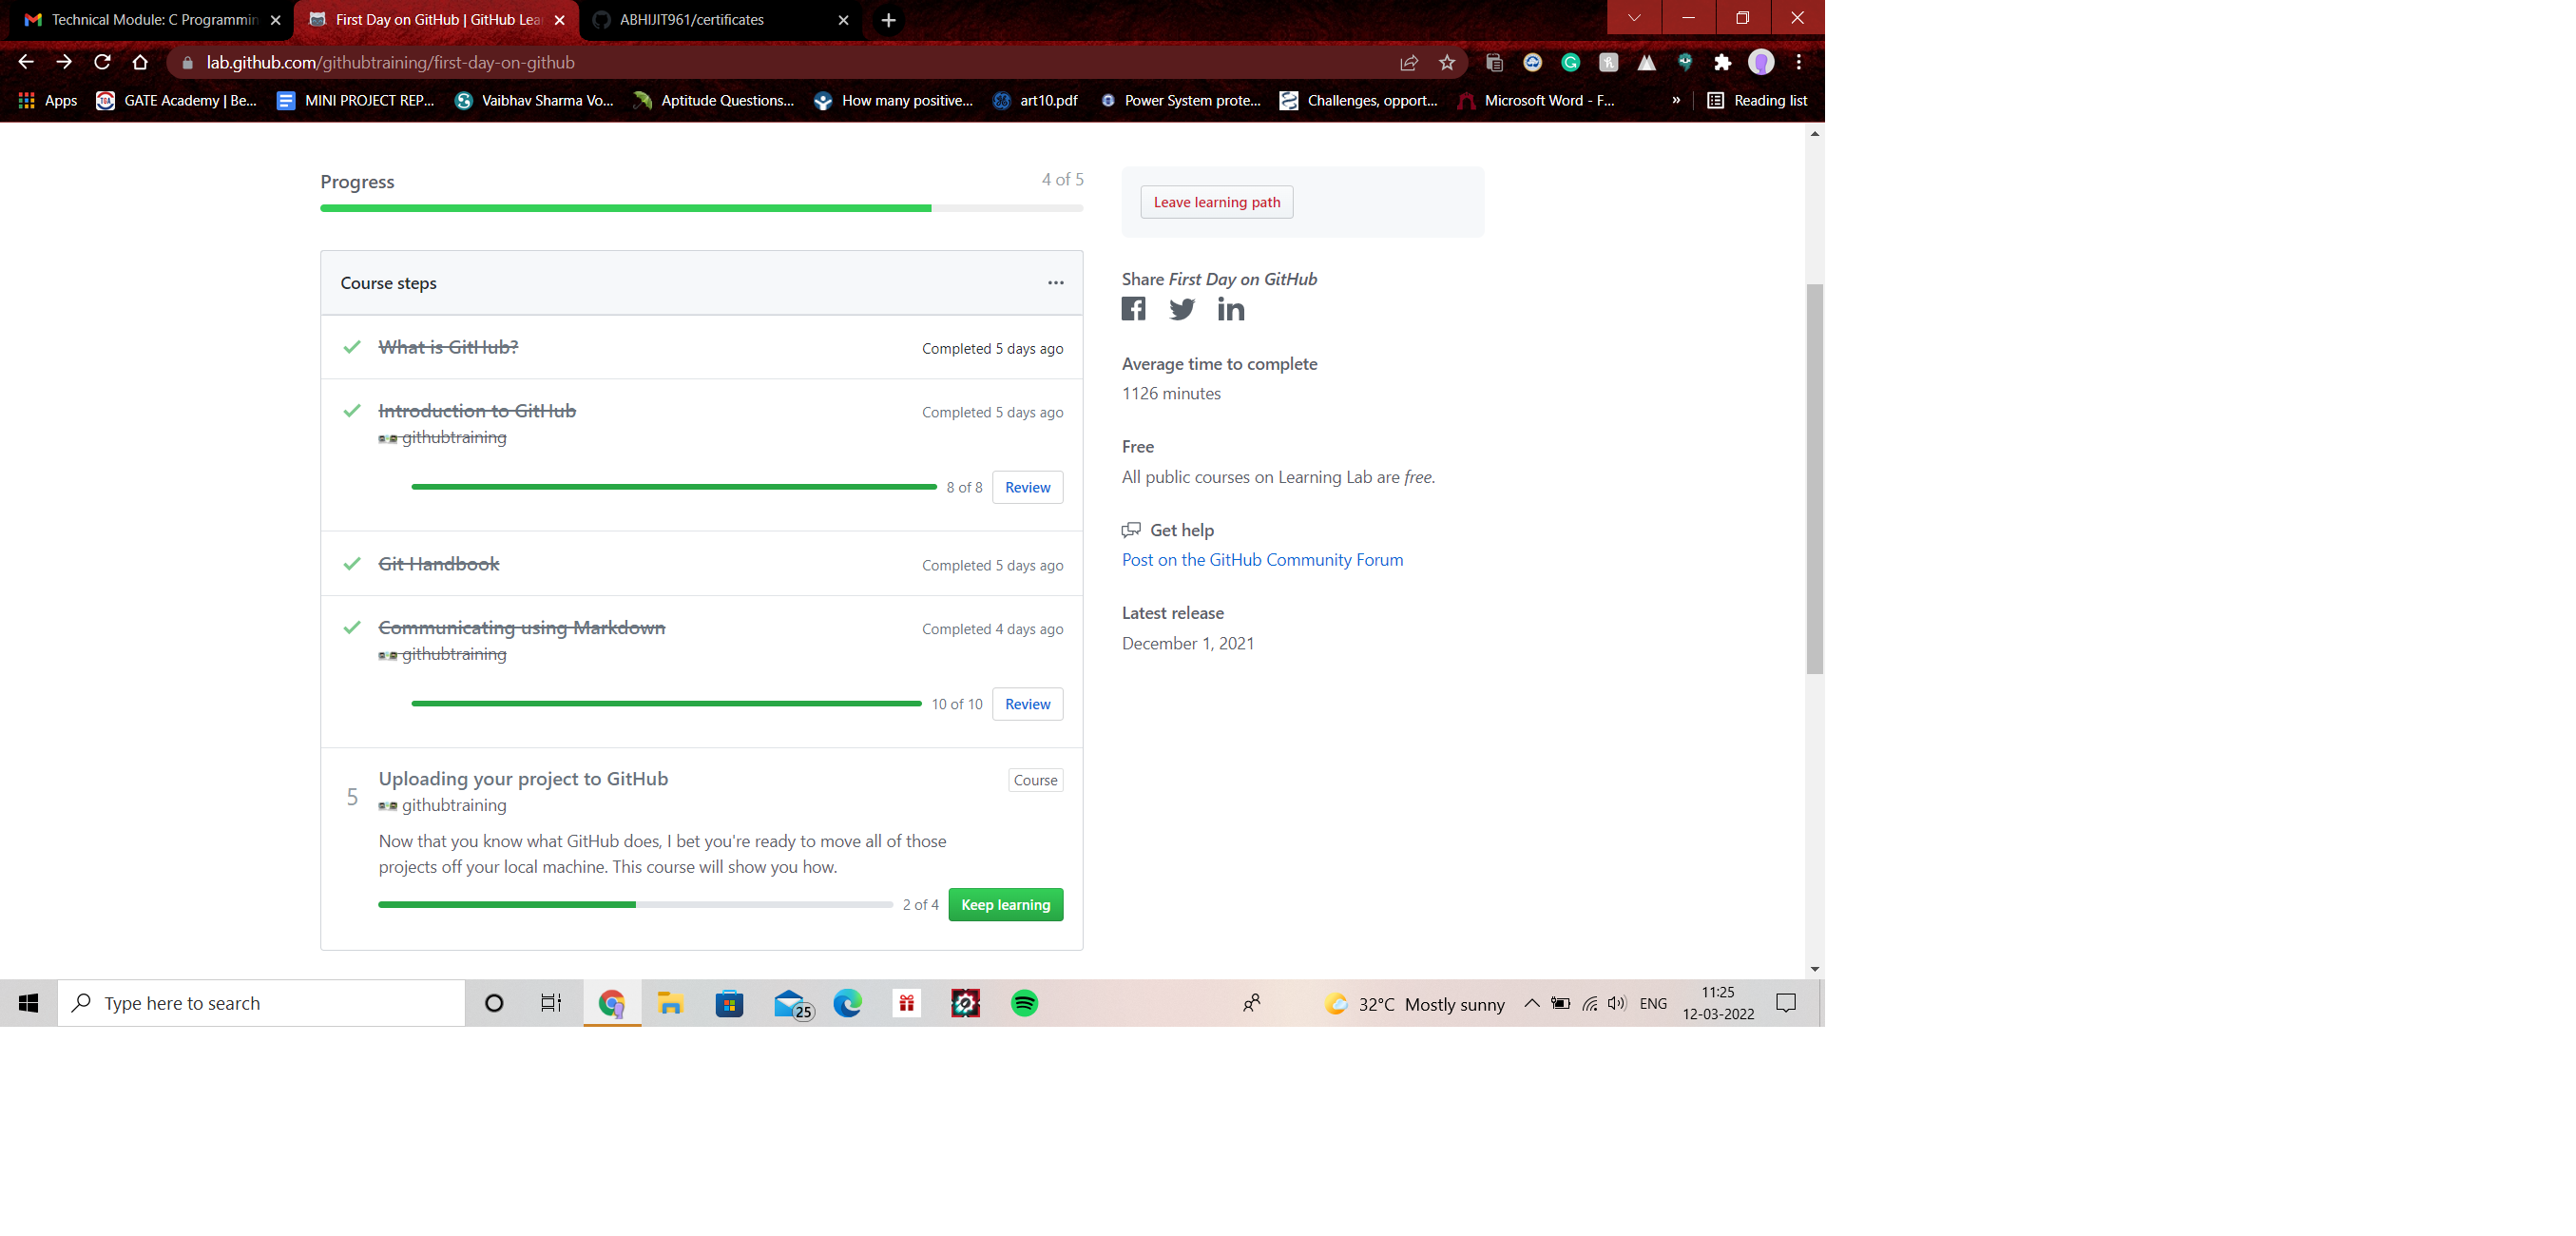 Technical Module: C Programmin
First Day on GitHub | GitHub Lea
ABHIJIT961/certificates
lab.github.com/githubtraining/first-day-on-github
Apps
GATE Academy | Be...
MINI PROJECT REP...
Vaibhav Sharma Vo...
Aptitude Questions...
How many positive...
art10.pdf
Power System prote...
Challenges, opport...
Microsoft Word - F...
»
Reading list
Progress
4 of 5
Course steps
What is GitHub?
Completed 5 days ago
Introduction to GitHub
Completed 5 days ago
githubtraining
8 of 8
Review
Git Handbook
Completed 5 days ago
Communicating using Markdown
Completed 4 days ago
githubtraining
10 of 10
Review
5
Uploading your project to GitHub
Course
githubtraining
Now that you know what GitHub does, I bet you're ready to move all of those
projects off your local machine. This course will show you how.
2 of 4
Keep learning
Leave learning path
Share First Day on GitHub
Average time to complete
1126 minutes
Free
All public courses on Learning Lab are free.
Get help
Post on the GitHub Community Forum
Latest release
December 1, 2021
Type here to search
25
32°C Mostly sunny
ENG
11:25
12-03-2022